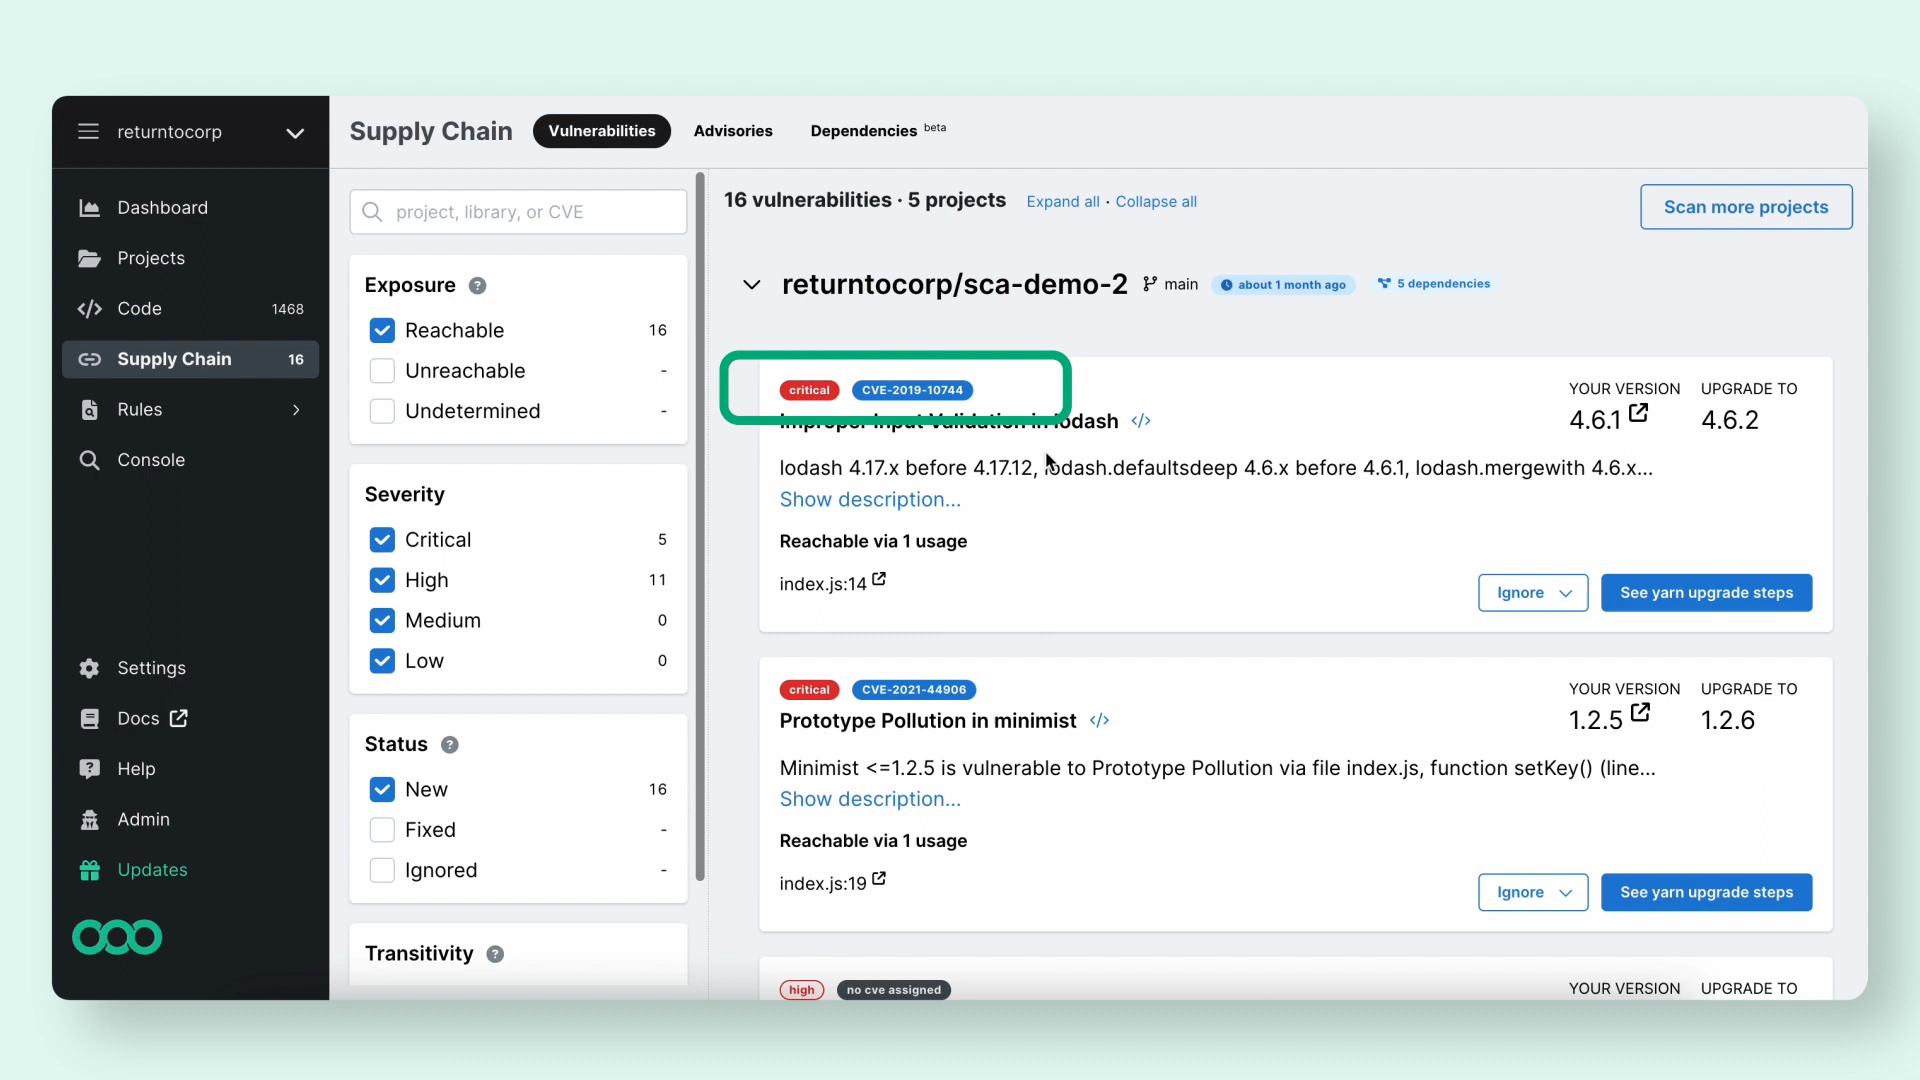 returntocorp
Dashboard
Projects
Code 1468
Supply Chain 16
Rules
Console
Settings
Docs
Help
Admin
Updates
Supply Chain Vulnerabilities Advisories Dependencies beta
project, library, or CVE
Exposure ?
Reachable 16
Unreachable -
Undetermined -
Severity
Critical 5
High 11
Medium 0
Low 0
Status ?
New 16
Fixed -
Ignored -
Transitivity ?
16 vulnerabilities · 5 projects Expand all · Collapse all
Scan more projects
returntocorp/sca-demo-2 main about 1 month ago 5 dependencies
critical CVE-2019-10744
Improper Input Validation in lodash </>
YOUR VERSION UPGRADE TO
4.6.1 4.6.2
lodash 4.17.x before 4.17.12, lodash.defaultsdeep 4.6.x before 4.6.1, lodash.mergewith 4.6.x...
Show description...
Reachable via 1 usage
index.js:14
Ignore See yarn upgrade steps
critical CVE-2021-44906
Prototype Pollution in minimist </>
YOUR VERSION UPGRADE TO
1.2.5 1.2.6
Minimist <=1.2.5 is vulnerable to Prototype Pollution via file index.js, function setKey() (line...
Show description...
Reachable via 1 usage
index.js:19
Ignore See yarn upgrade steps
high no cve assigned
YOUR VERSION UPGRADE TO